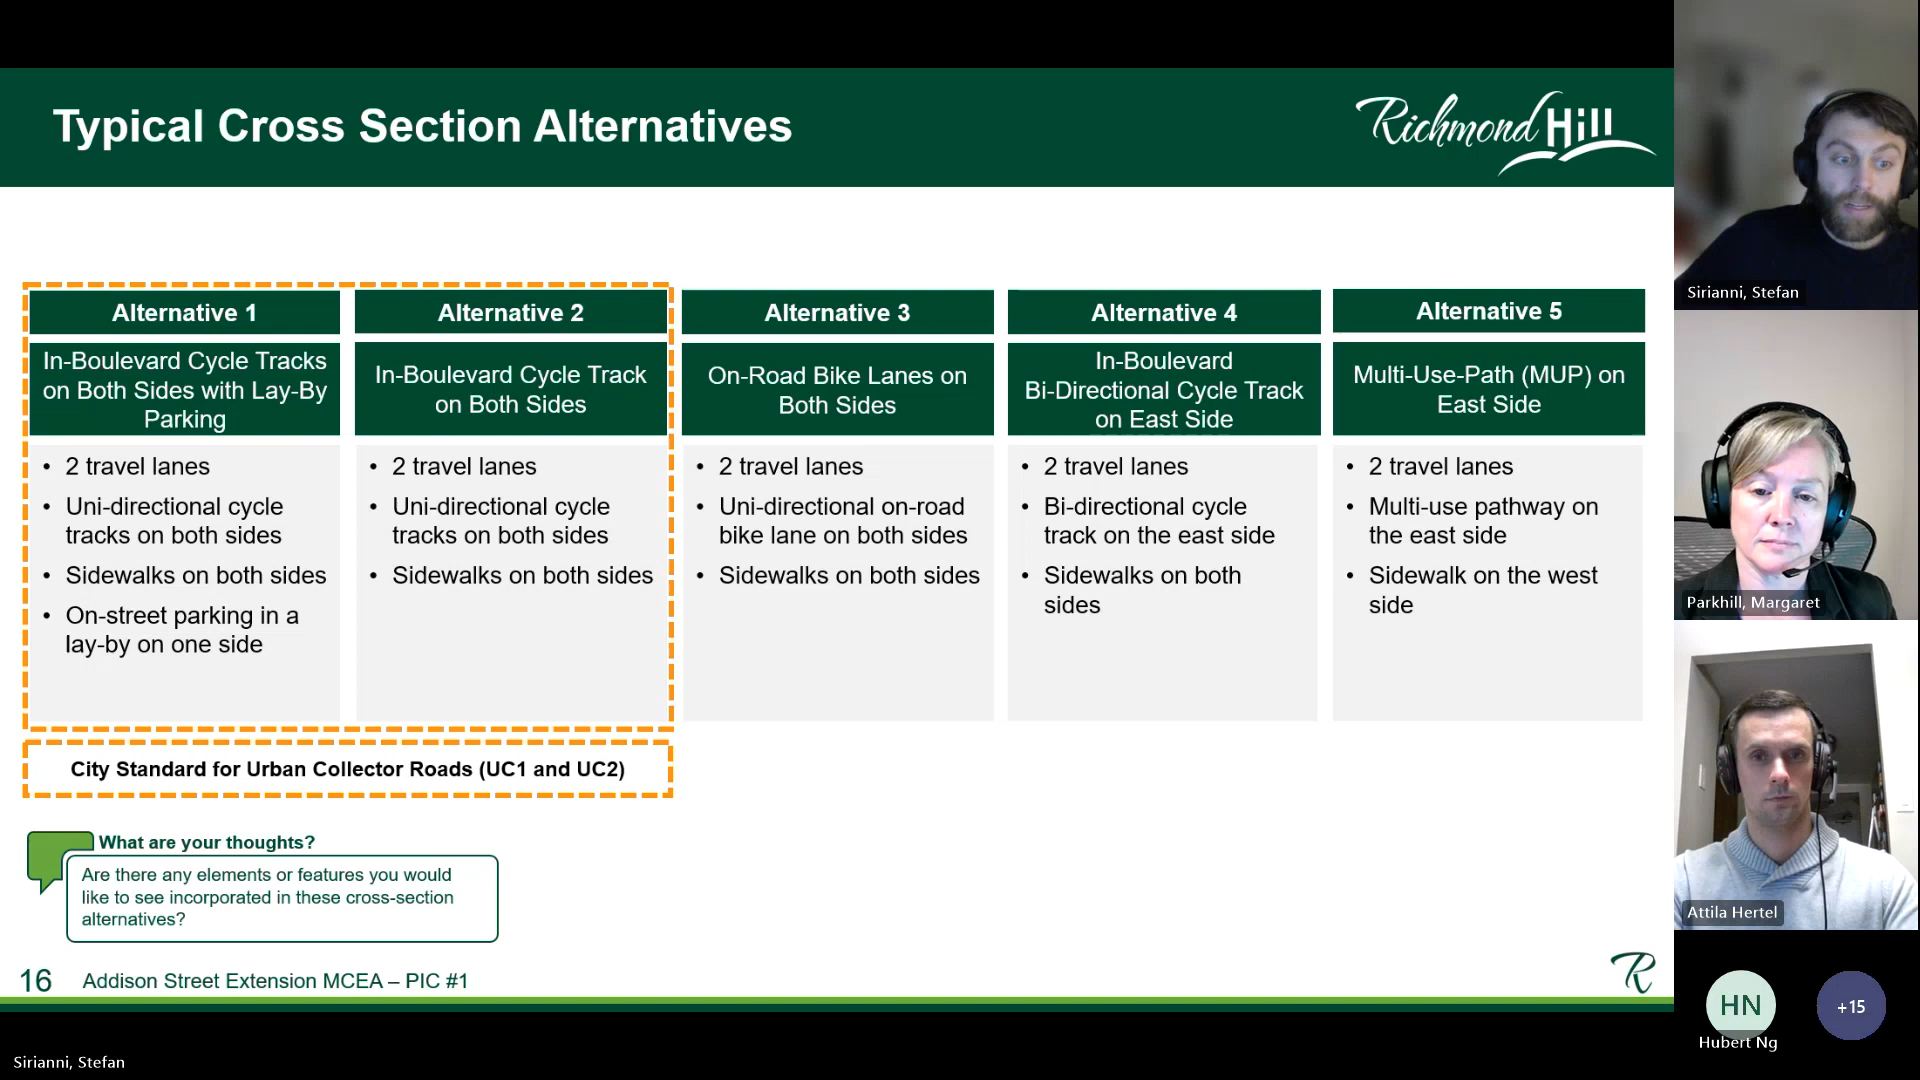 Typical Cross Section Alternatives
Richmond Hill
Alternative 1
In-Boulevard Cycle Tracks
on Both Sides with Lay-By
Parking
• 2 travel lanes
• Uni-directional cycle
tracks on both sides
• Sidewalks on both sides
• On-street parking in a
lay-by on one side
Alternative 2
In-Boulevard Cycle Track
on Both Sides
• 2 travel lanes
• Uni-directional cycle
tracks on both sides
• Sidewalks on both sides
Alternative 3
On-Road Bike Lanes on
Both Sides
• 2 travel lanes
• Uni-directional on-road
bike lane on both sides
• Sidewalks on both sides
Alternative 4
In-Boulevard
Bi-Directional Cycle Track
on East Side
• 2 travel lanes
• Bi-directional cycle
track on the east side
• Sidewalks on both
sides
Alternative 5
Multi-Use-Path (MUP) on
East Side
• 2 travel lanes
• Multi-use pathway on
the east side
• Sidewalk on the west
side
City Standard for Urban Collector Roads (UC1 and UC2)
What are your thoughts?
Are there any elements or features you would
like to see incorporated in these cross-section
alternatives?
16 Addison Street Extension MCEA – PIC #1
R
Sirianni, Stefan
Sirianni, Stefan
Parkhill, Margaret
Attila Hertel
HN
Hubert Ng
+15